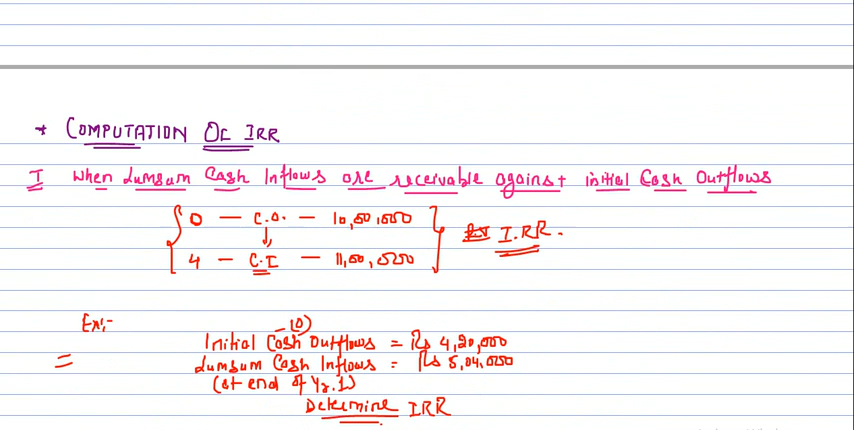 * COMPUTATION OF IRR
I When Lumsum Cash Inflows are receivable against initial Cash Outflows
0 — C.O. — 10,00,000
4 — C.I — 11,00,000
I.RR.
Ex:-
(0)
Initial Cash Outflows = Rs 4,20,000
= Lumsum Cash Inflows = Rs 5,04,000
(at end of Yr.1)
Determine IRR